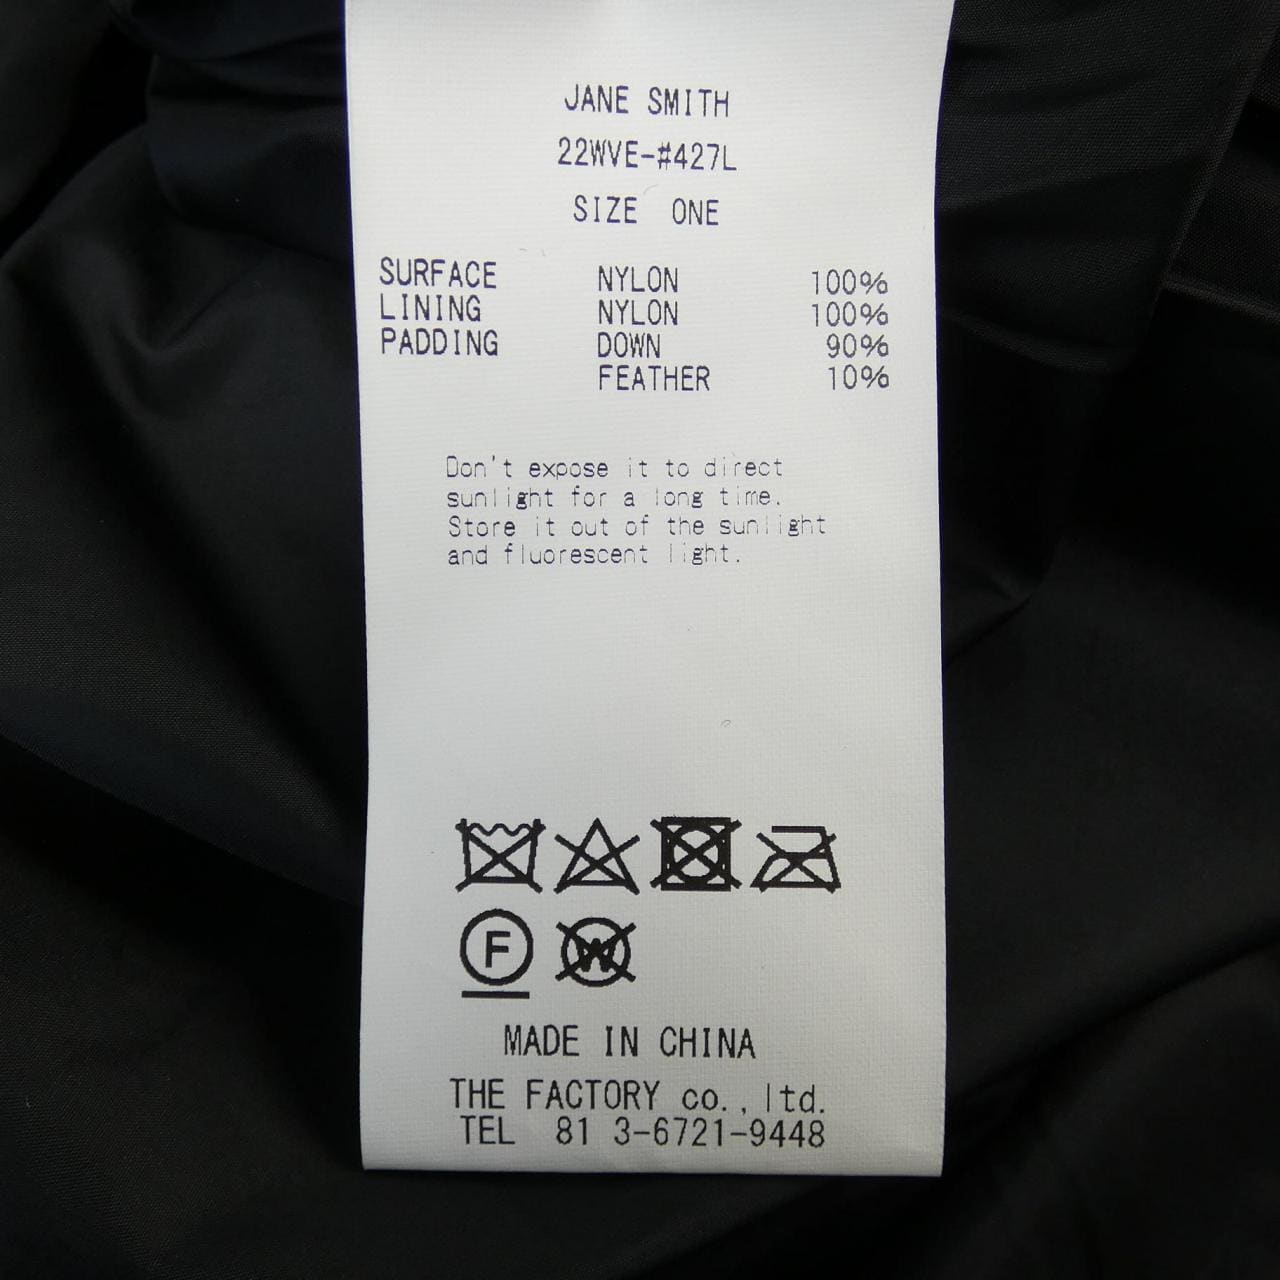 JANE SMITH
22WVE-#427L
SIZE ONE
SURFACE NYLON 100%
LINING NYLON 100%
PADDING DOWN 90%
FEATHER 10%
Don't expose it to direct
sunlight for a long time.
Store it out of the sunlight
and fluorescent light.
F W
MADE IN CHINA
THE FACTORY co., ltd.
TEL 81 3-6721-9448